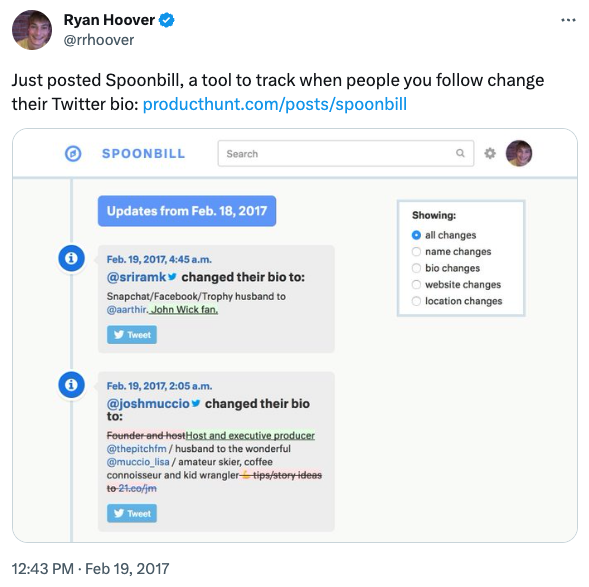 Ryan Hoover
@rrhoover
Just posted Spoonbill, a tool to track when people you follow change
their Twitter bio: producthunt.com/posts/spoonbill
SPOONBILL
Search
Updates from Feb. 18, 2017
Showing:
all changes
name changes
bio changes
website changes
location changes
Feb. 19, 2017, 4:45 a.m.
@sriramk changed their bio to:
Snapchat/Facebook/Trophy husband to
@aarthir. John Wick fan.
Tweet
Feb. 19, 2017, 2:05 a.m.
@joshmuccio changed their bio
to:
Founder and hostHost and executive producer
@thepitchfm / husband to the wonderful
@muccio_lisa / amateur skier, coffee
connoisseur and kid wrangler 💪 tips/story ideas
to 21.co/jm
Tweet
12:43 PM · Feb 19, 2017